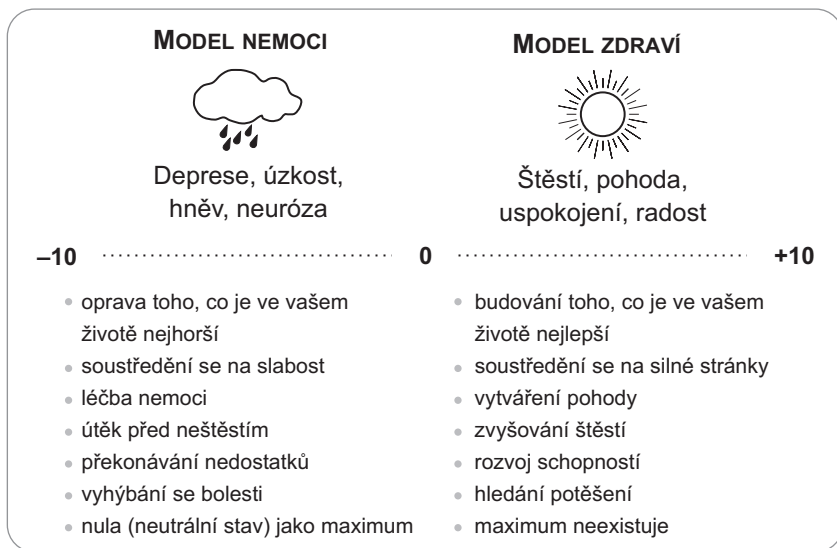 MODEL NEMOCI
Deprese, úzkost,
hněv, neuróza
MODEL ZDRAVÍ
Štěstí, pohoda,
uspokojení, radost
–10 0 +10
• oprava toho, co je ve vašem
životě nejhorší
• soustředění se na slabost
• léčba nemoci
• útěk před neštěstím
• překonávání nedostatků
• vyhýbání se bolesti
• nula (neutrální stav) jako maximum
• budování toho, co je ve vašem
životě nejlepší
• soustředění se na silné stránky
• vytváření pohody
• zvyšování štěstí
• rozvoj schopností
• hledání potěšení
• maximum neexistuje